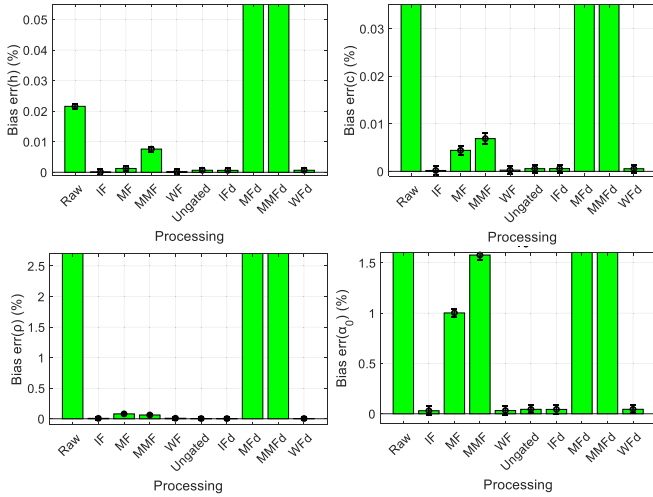 0.05
0.04
0.03
0.02
0.01
0
Bias err(h) (%)
Raw
IF
MF
MMF
WF
Ungated
IFd
MFd
MMFd
WFd
Processing
0.03
0.02
0.01
0
Bias err(c) (%)
Raw
IF
MF
MMF
WF
Ungated
IFd
MFd
MMFd
WFd
Processing
2.5
2
1.5
1
0.5
0
Bias err(ρ) (%)
Raw
IF
MF
MMF
WF
Ungated
IFd
MFd
MMFd
WFd
Processing
1.5
1
0.5
0
Bias err(α₀) (%)
Raw
IF
MF
MMF
WF
Ungated
IFd
MFd
MMFd
WFd
Processing